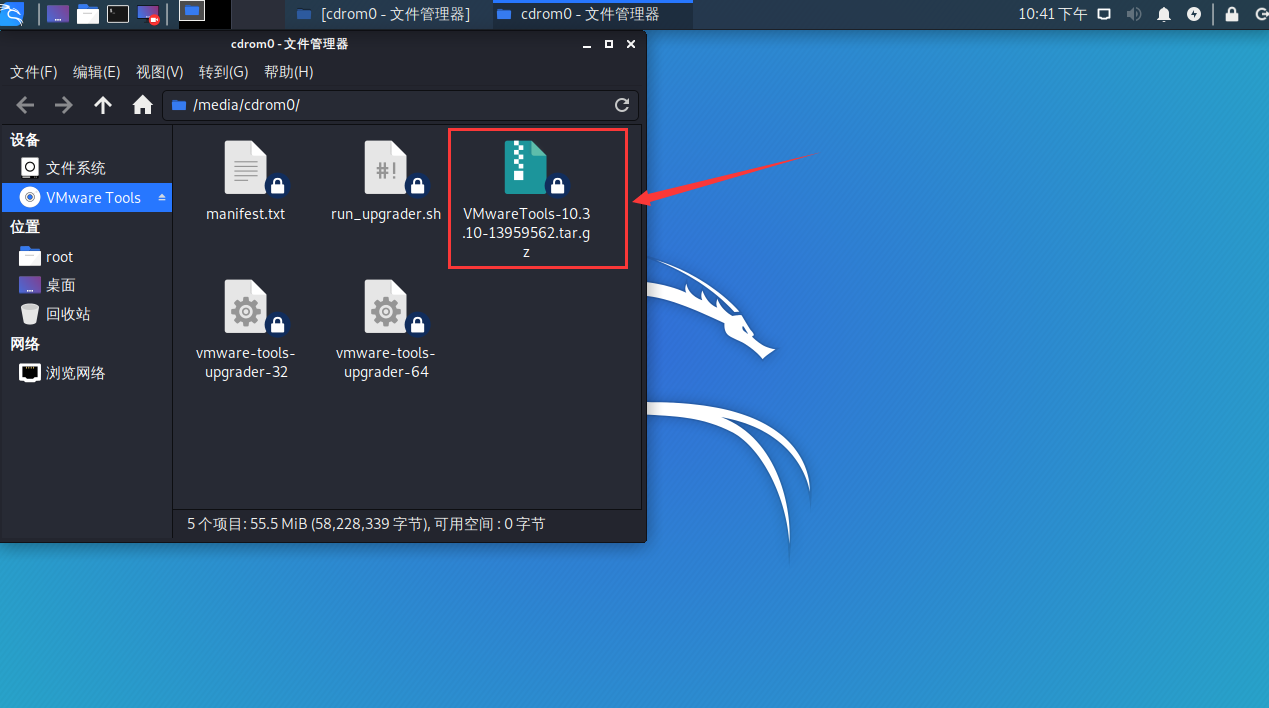 [cdrom0 - 文件管理器]
cdrom0 - 文件管理器
10:41 下午
cdrom0 - 文件管理器
文件(F) 编辑(E) 视图(V) 转到(G) 帮助(H)
/media/cdrom0/
设备
文件系统
VMware Tools
位置
root
桌面
回收站
网络
浏览网络
#!
manifest.txt
run_upgrader.sh
VMwareTools-10.3
.10-13959562.tar.g
z
vmware-tools-
upgrader-32
vmware-tools-
upgrader-64
5 个项目: 55.5 MiB (58,228,339 字节), 可用空间 : 0 字节